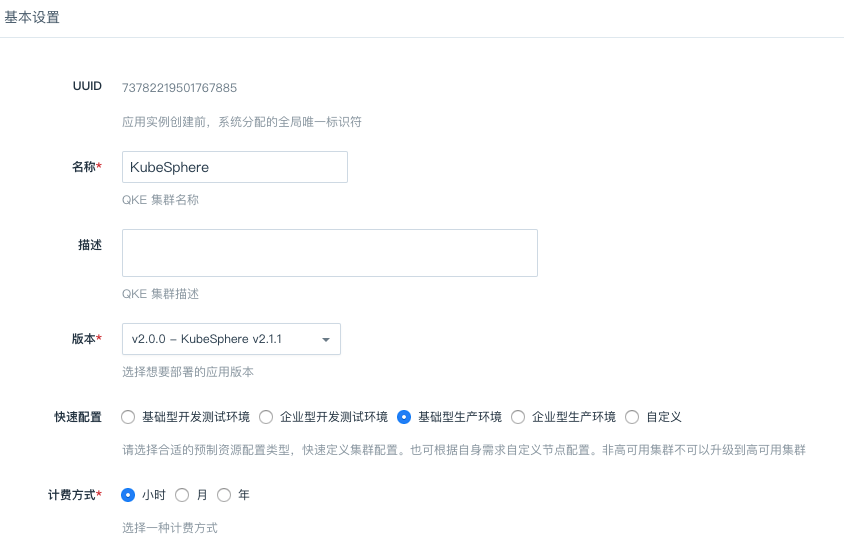 基本设置
UUID 73782219501767885
应用实例创建前，系统分配的全局唯一标识符
名称* KubeSphere
QKE 集群名称
描述
QKE 集群描述
版本* v2.0.0 - KubeSphere v2.1.1
选择想要部署的应用版本
快速配置 基础型开发测试环境 企业型开发测试环境 基础型生产环境 企业型生产环境 自定义
请选择合适的预制资源配置类型，快速定义集群配置。也可根据自身需求自定义节点配置。非高可用集群不可以升级到高可用集群
计费方式* 小时 月 年
选择一种计费方式